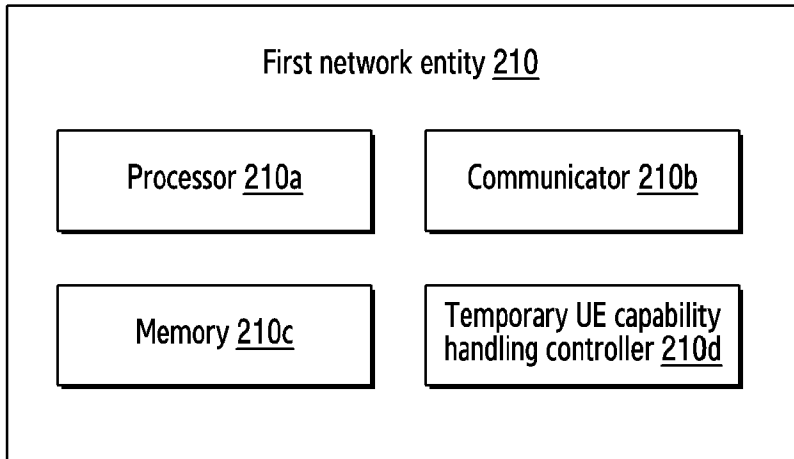 First network entity 210
Processor 210a
Communicator 210b
Memory 210c
Temporary UE capability
handling controller 210d